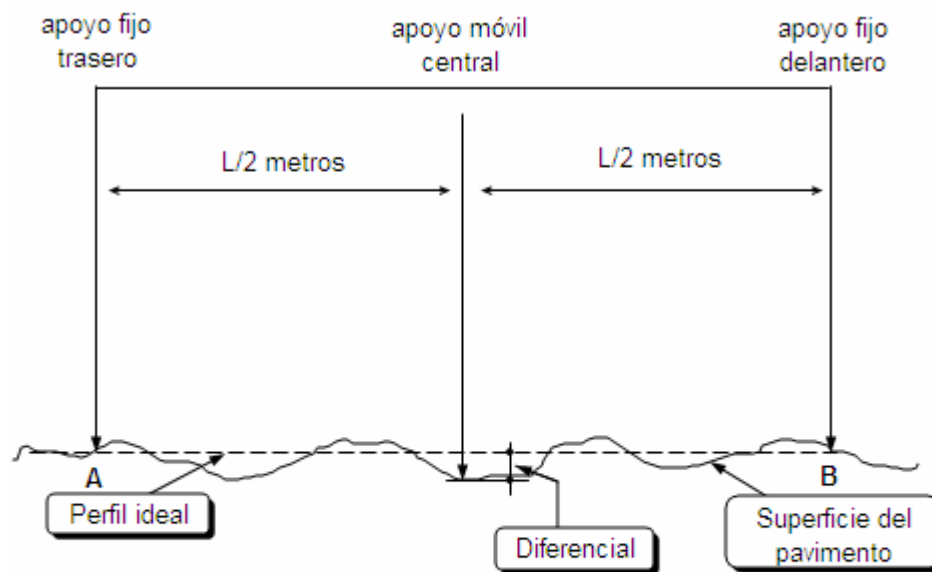 apoyo fijo
trasero
apoyo móvil
central
apoyo fijo
delantero
L/2 metros
L/2 metros
A
B
Perfil ideal
Diferencial
Superficie del
pavimento